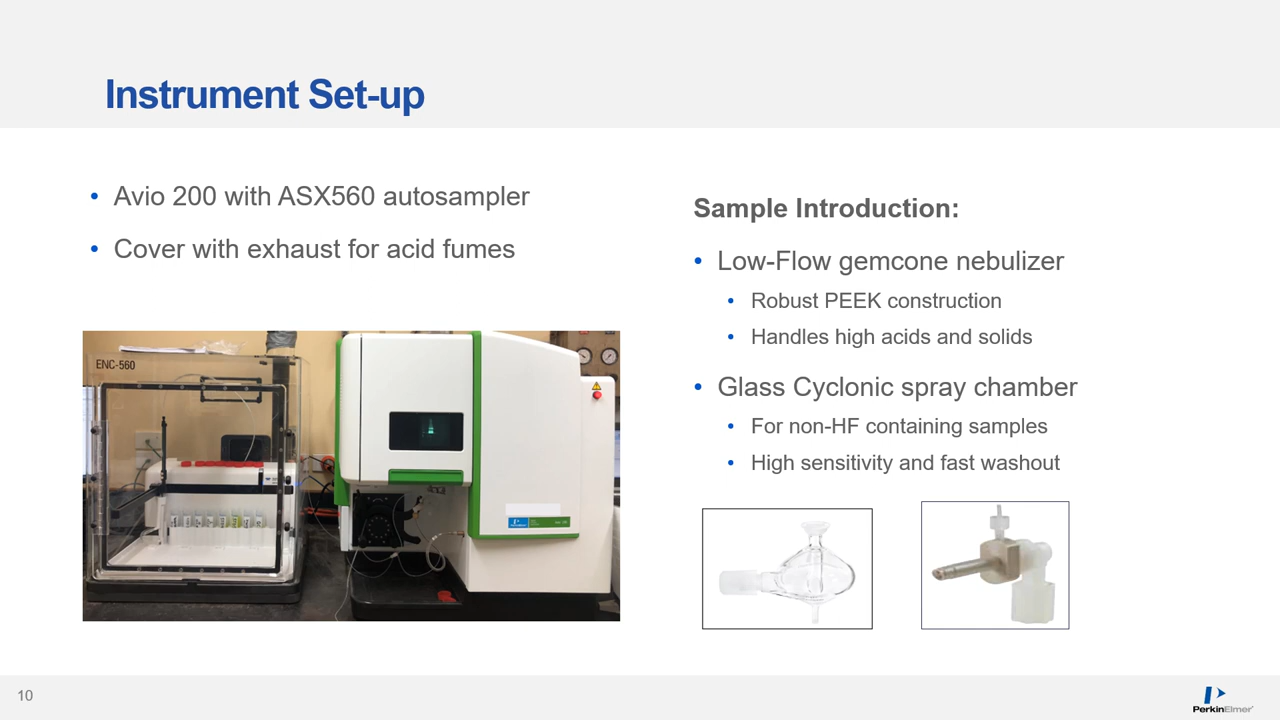 Instrument Set-up
Avio 200 with ASX560 autosampler
Cover with exhaust for acid fumes
ENC-560
Sample Introduction:
Low-Flow gemcone nebulizer
Robust PEEK construction
Handles high acids and solids
Glass Cyclonic spray chamber
For non-HF containing samples
High sensitivity and fast washout
10
PerkinElmer